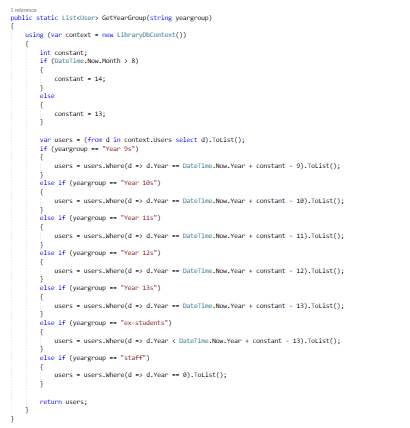 1 reference
public static List<User> GetYearGroup(string yeargroup)
{
using (var context = new LibraryDbContext())
{
int constant;
if (DateTime.Now.Month > 8)
{
constant = 14;
}
else
{
constant = 13;
}
var users = (from d in context.Users select d).ToList();
if (yeargroup == "Year 9s")
{
users = users.Where(d => d.Year == DateTime.Now.Year + constant - 9).ToList();
}
else if (yeargroup == "Year 10s")
{
users = users.Where(d => d.Year == DateTime.Now.Year + constant - 10).ToList();
}
else if (yeargroup == "Year 11s")
{
users = users.Where(d => d.Year == DateTime.Now.Year + constant - 11).ToList();
}
else if (yeargroup == "Year 12s")
{
users = users.Where(d => d.Year == DateTime.Now.Year + constant - 12).ToList();
}
else if (yeargroup == "Year 13s")
{
users = users.Where(d => d.Year == DateTime.Now.Year + constant - 13).ToList();
}
else if (yeargroup == "ex-students")
{
users = users.Where(d => d.Year < DateTime.Now.Year + constant - 13).ToList();
}
else if (yeargroup == "staff")
{
users = users.Where(d => d.Year == 0).ToList();
}
return users;
}
}